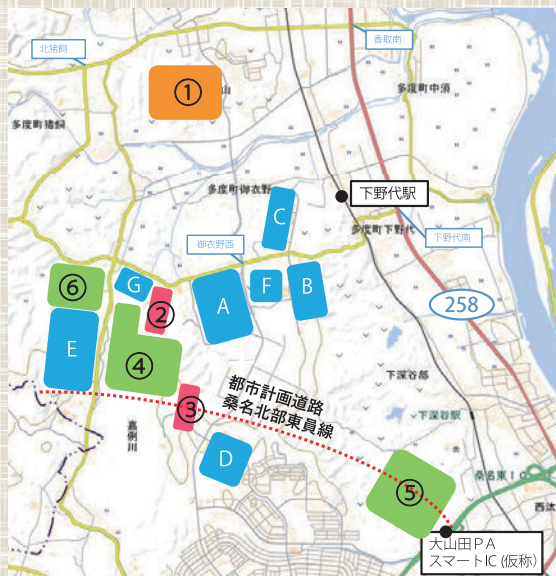 北猪飼
香取南
①
山
多度町中須
多度町猪飼
多度町御衣野
下野代駅
C
多度町下野代
御衣野西
下野代南
⑥
G
②
A
F
B
258
E
④
③
都市計画道路
桑名北部東員線
下深谷部
下深谷駅
嘉例川
D
⑤
桑名東IC
西汰
大山田PA
スマートIC(仮称)